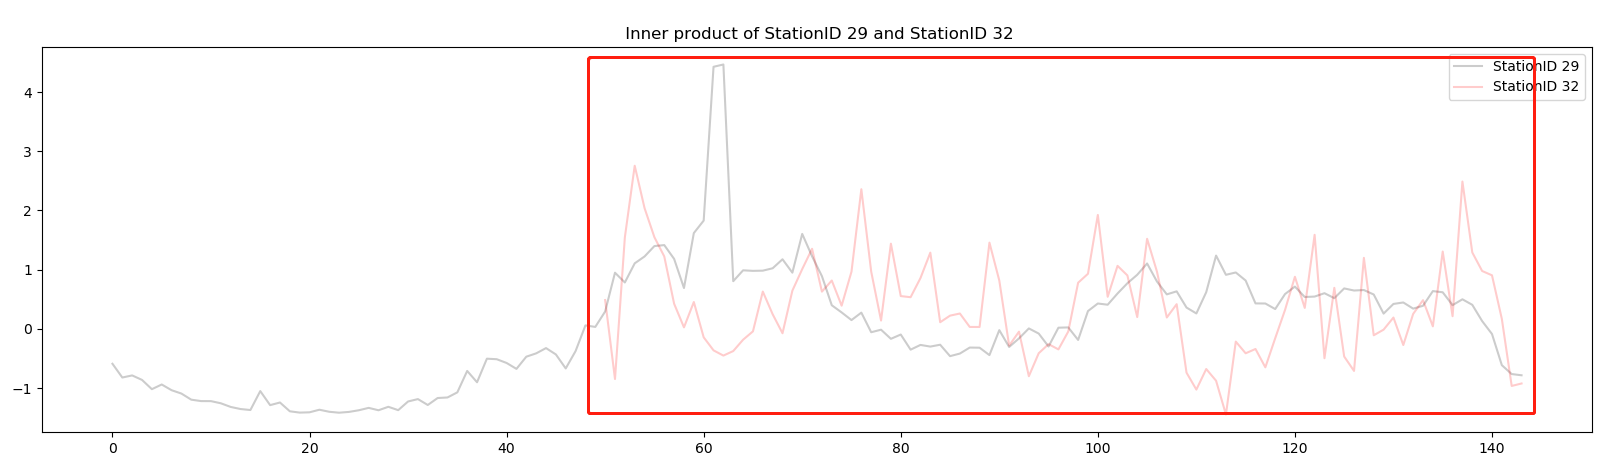 Inner product of StationID 29 and StationID 32
StationID 29
StationID 32
4
3
2
1
0
−1
0 20 40 60 80 100 120 140